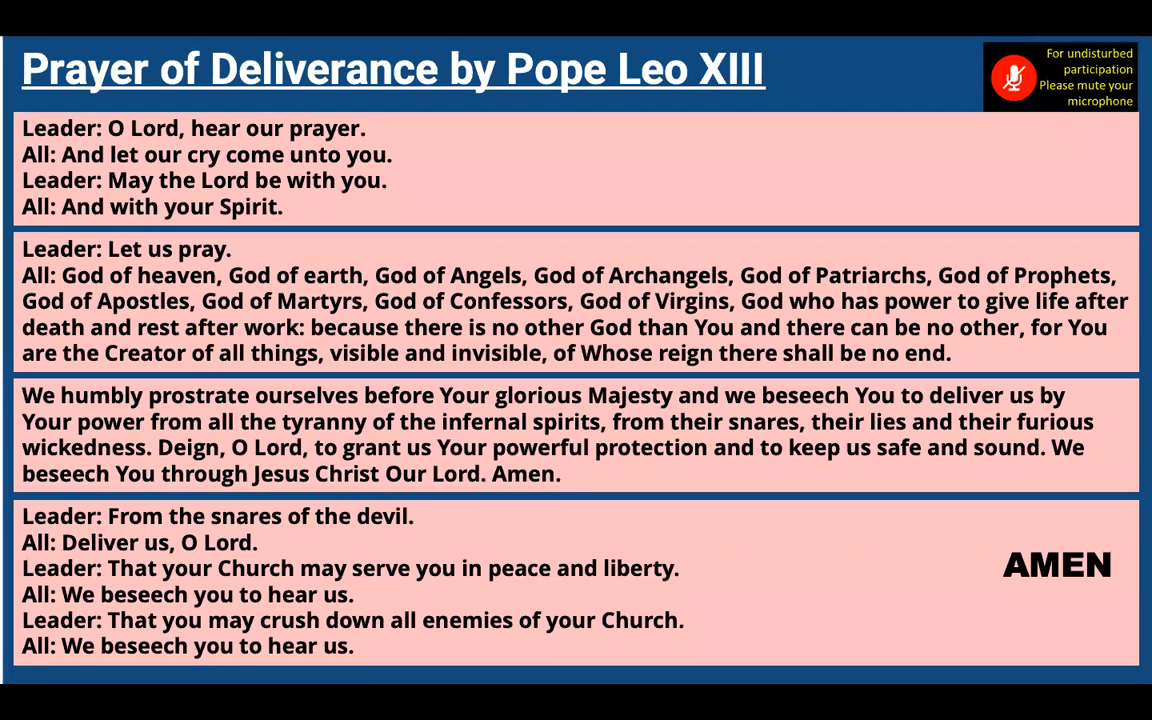 Prayer of Deliverance by Pope Leo XIII
For undisturbed
participation
Please mute your
microphone
Leader: O Lord, hear our prayer.
All: And let our cry come unto you.
Leader: May the Lord be with you.
All: And with your Spirit.
Leader: Let us pray.
All: God of heaven, God of earth, God of Angels, God of Archangels, God of Patriarchs, God of Prophets,
God of Apostles, God of Martyrs, God of Confessors, God of Virgins, God who has power to give life after
death and rest after work: because there is no other God than You and there can be no other, for You
are the Creator of all things, visible and invisible, of Whose reign there shall be no end.
We humbly prostrate ourselves before Your glorious Majesty and we beseech You to deliver us by
Your power from all the tyranny of the infernal spirits, from their snares, their lies and their furious
wickedness. Deign, O Lord, to grant us Your powerful protection and to keep us safe and sound. We
beseech You through Jesus Christ Our Lord. Amen.
Leader: From the snares of the devil.
All: Deliver us, O Lord.
Leader: That your Church may serve you in peace and liberty.
All: We beseech you to hear us.
Leader: That you may crush down all enemies of your Church.
All: We beseech you to hear us.
AMEN